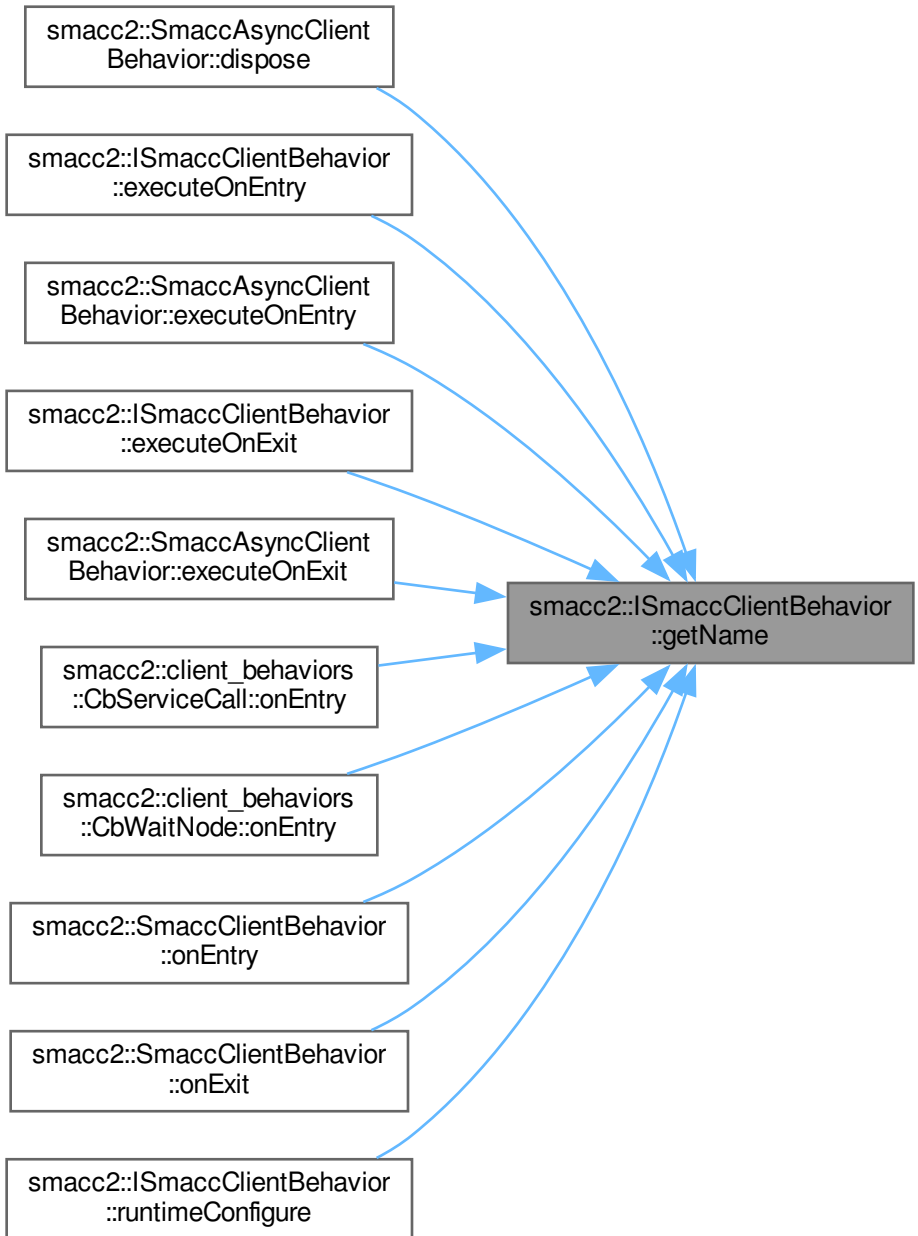 smacc2::SmaccAsyncClient
Behavior::dispose
smacc2::ISmaccClientBehavior
::executeOnEntry
smacc2::SmaccAsyncClient
Behavior::executeOnEntry
smacc2::ISmaccClientBehavior
::executeOnExit
smacc2::SmaccAsyncClient
Behavior::executeOnExit
smacc2::ISmaccClientBehavior
::getName
smacc2::client_behaviors
::CbServiceCall::onEntry
smacc2::client_behaviors
::CbWaitNode::onEntry
smacc2::SmaccClientBehavior
::onEntry
smacc2::SmaccClientBehavior
::onExit
smacc2::ISmaccClientBehavior
::runtimeConfigure